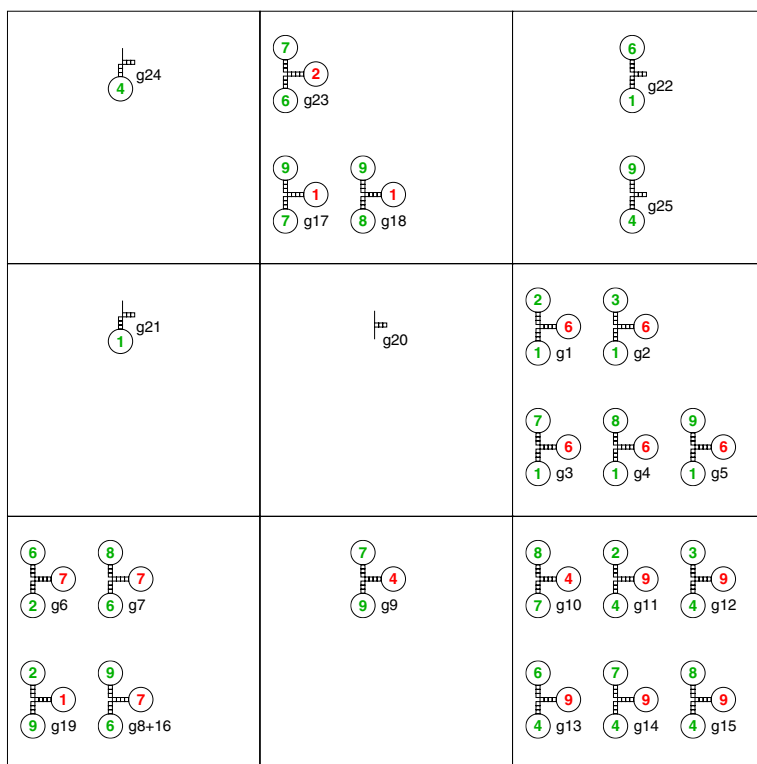 4 g24
7
2
6 g23
6
1 g22
9 9
1 1
7 g17 8 g18
9
4 g25
1 g21
g20
2 3
6 6
1 g1 1 g2
7 8 9
6 6 6
1 g3 1 g4 1 g5
6 8
7 7
2 g6 6 g7
2 9
1 7
9 g19 6 g8+16
7
4
9 g9
8 2 3
4 9 9
7 g10 4 g11 4 g12
6 7 8
9 9 9
4 g13 4 g14 4 g15